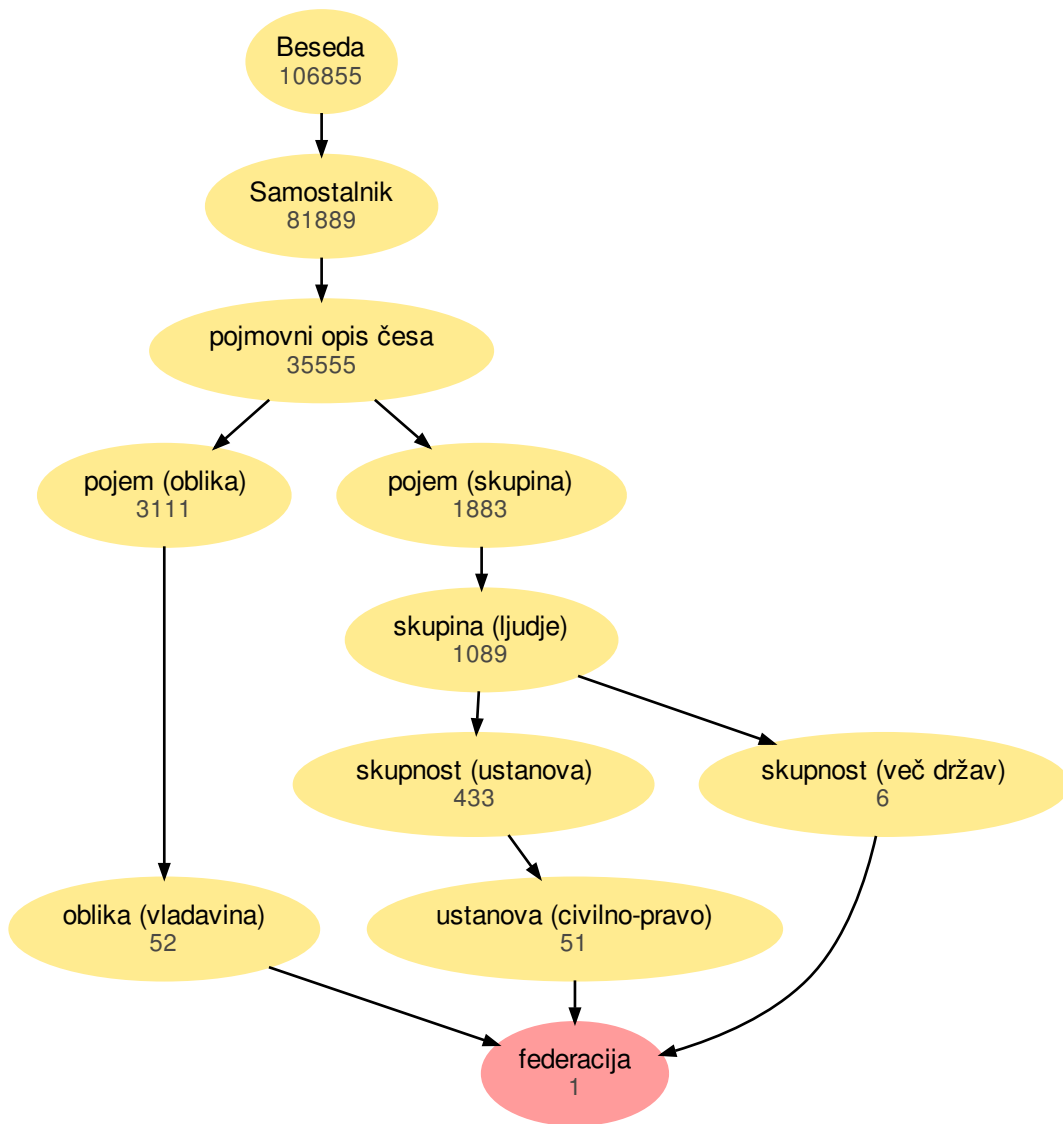 Beseda
106855
Samostalnik
81889
pojmovni opis česa
35555
pojem (oblika)
3111
pojem (skupina)
1883
skupina (ljudje)
1089
skupnost (ustanova)
433
skupnost (več držav)
6
oblika (vladavina)
52
ustanova (civilno-pravo)
51
federacija
1